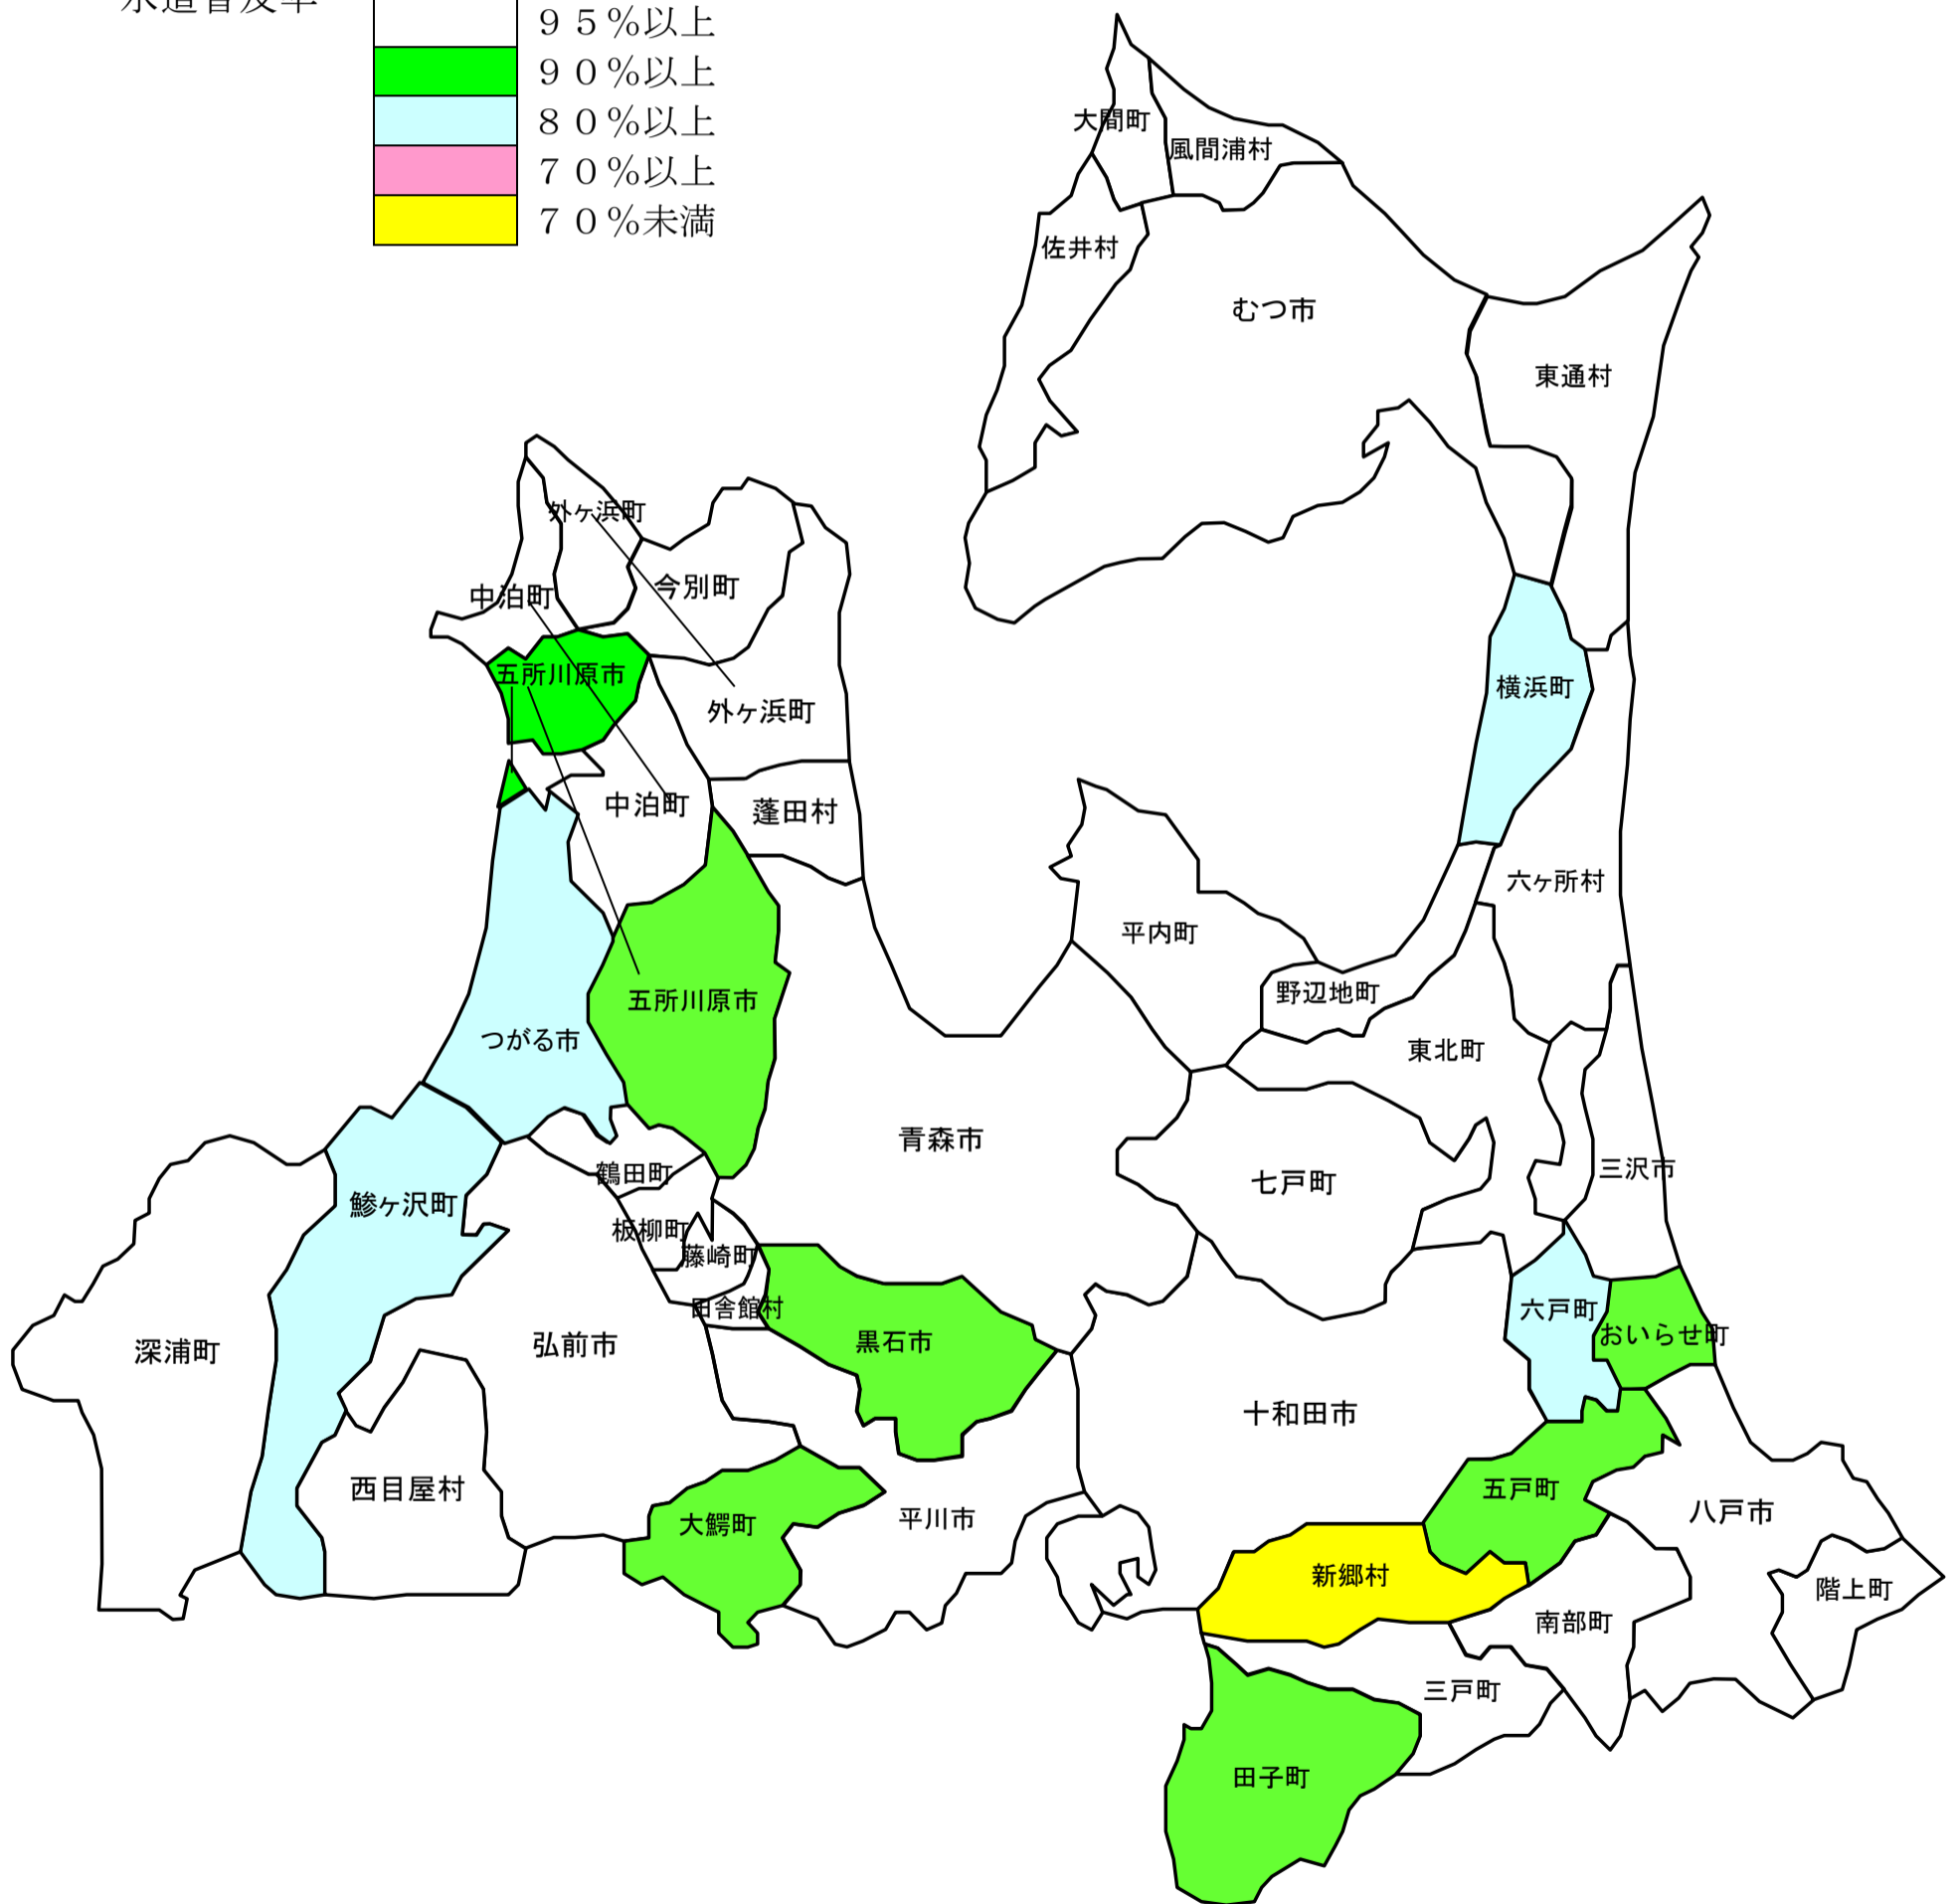 水道普及率
９５%以上
９０%以上
８０%以上
７０%以上
７０%未満
大間町
風間浦村
佐井村
むつ市
東通村
外ヶ浜町
今別町
中泊町
五所川原市
横浜町
外ヶ浜町
中泊町
蓬田村
六ヶ所村
平内町
野辺地町
五所川原市
つがる市
東北町
青森市
三沢市
鶴田町
七戸町
鰺ヶ沢町
板柳町
藤崎町
田舎館村
六戸町
おいらせ町
黒石市
弘前市
深浦町
十和田市
西目屋村
五戸町
八戸市
大鰐町
平川市
新郷村
階上町
南部町
三戸町
田子町